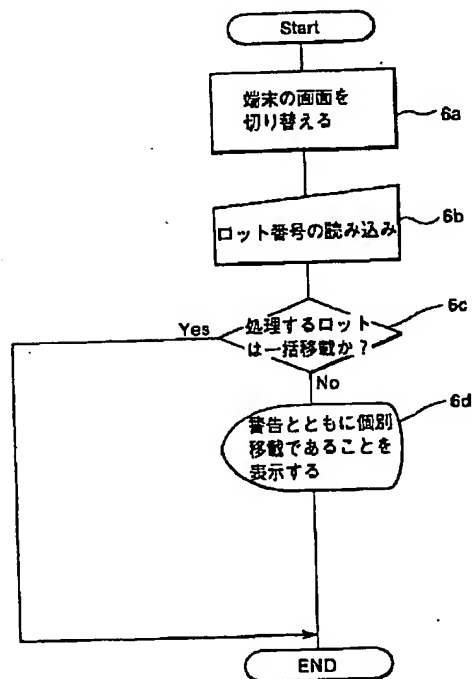 Start
端末の画面を
切り替える
6a
ロット番号の読み込み
6b
処理するロット
は一括移載か？
6c
Yes
No
警告とともに個別
移載であることを
表示する
6d
END